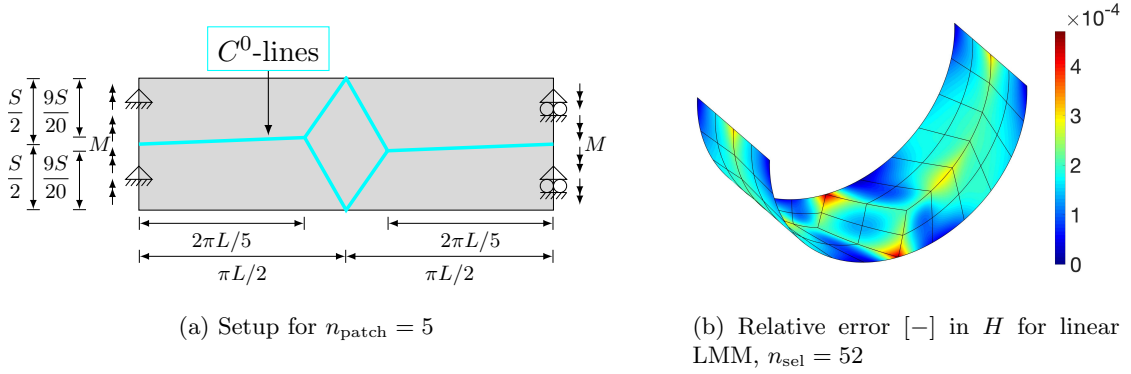 C⁰-lines
S/2
9S/20
M
S/2
9S/20
M
2πL/5
2πL/5
πL/2
πL/2
(a) Setup for n_patch = 5
×10⁻⁴
4
3
2
1
0
(b) Relative error [−] in H for linear
LMM, n_sel = 52